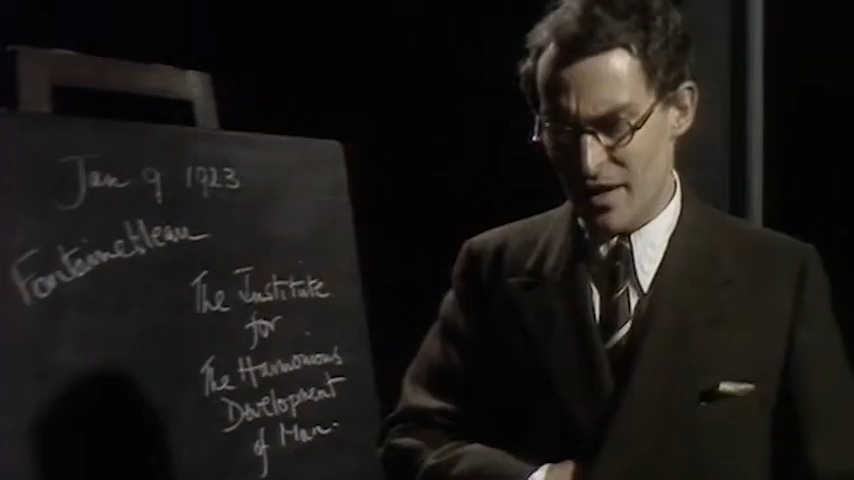 Jan 9 1923
Fontainebleau
The Institute
for
The Harmonious
Development
of Man.